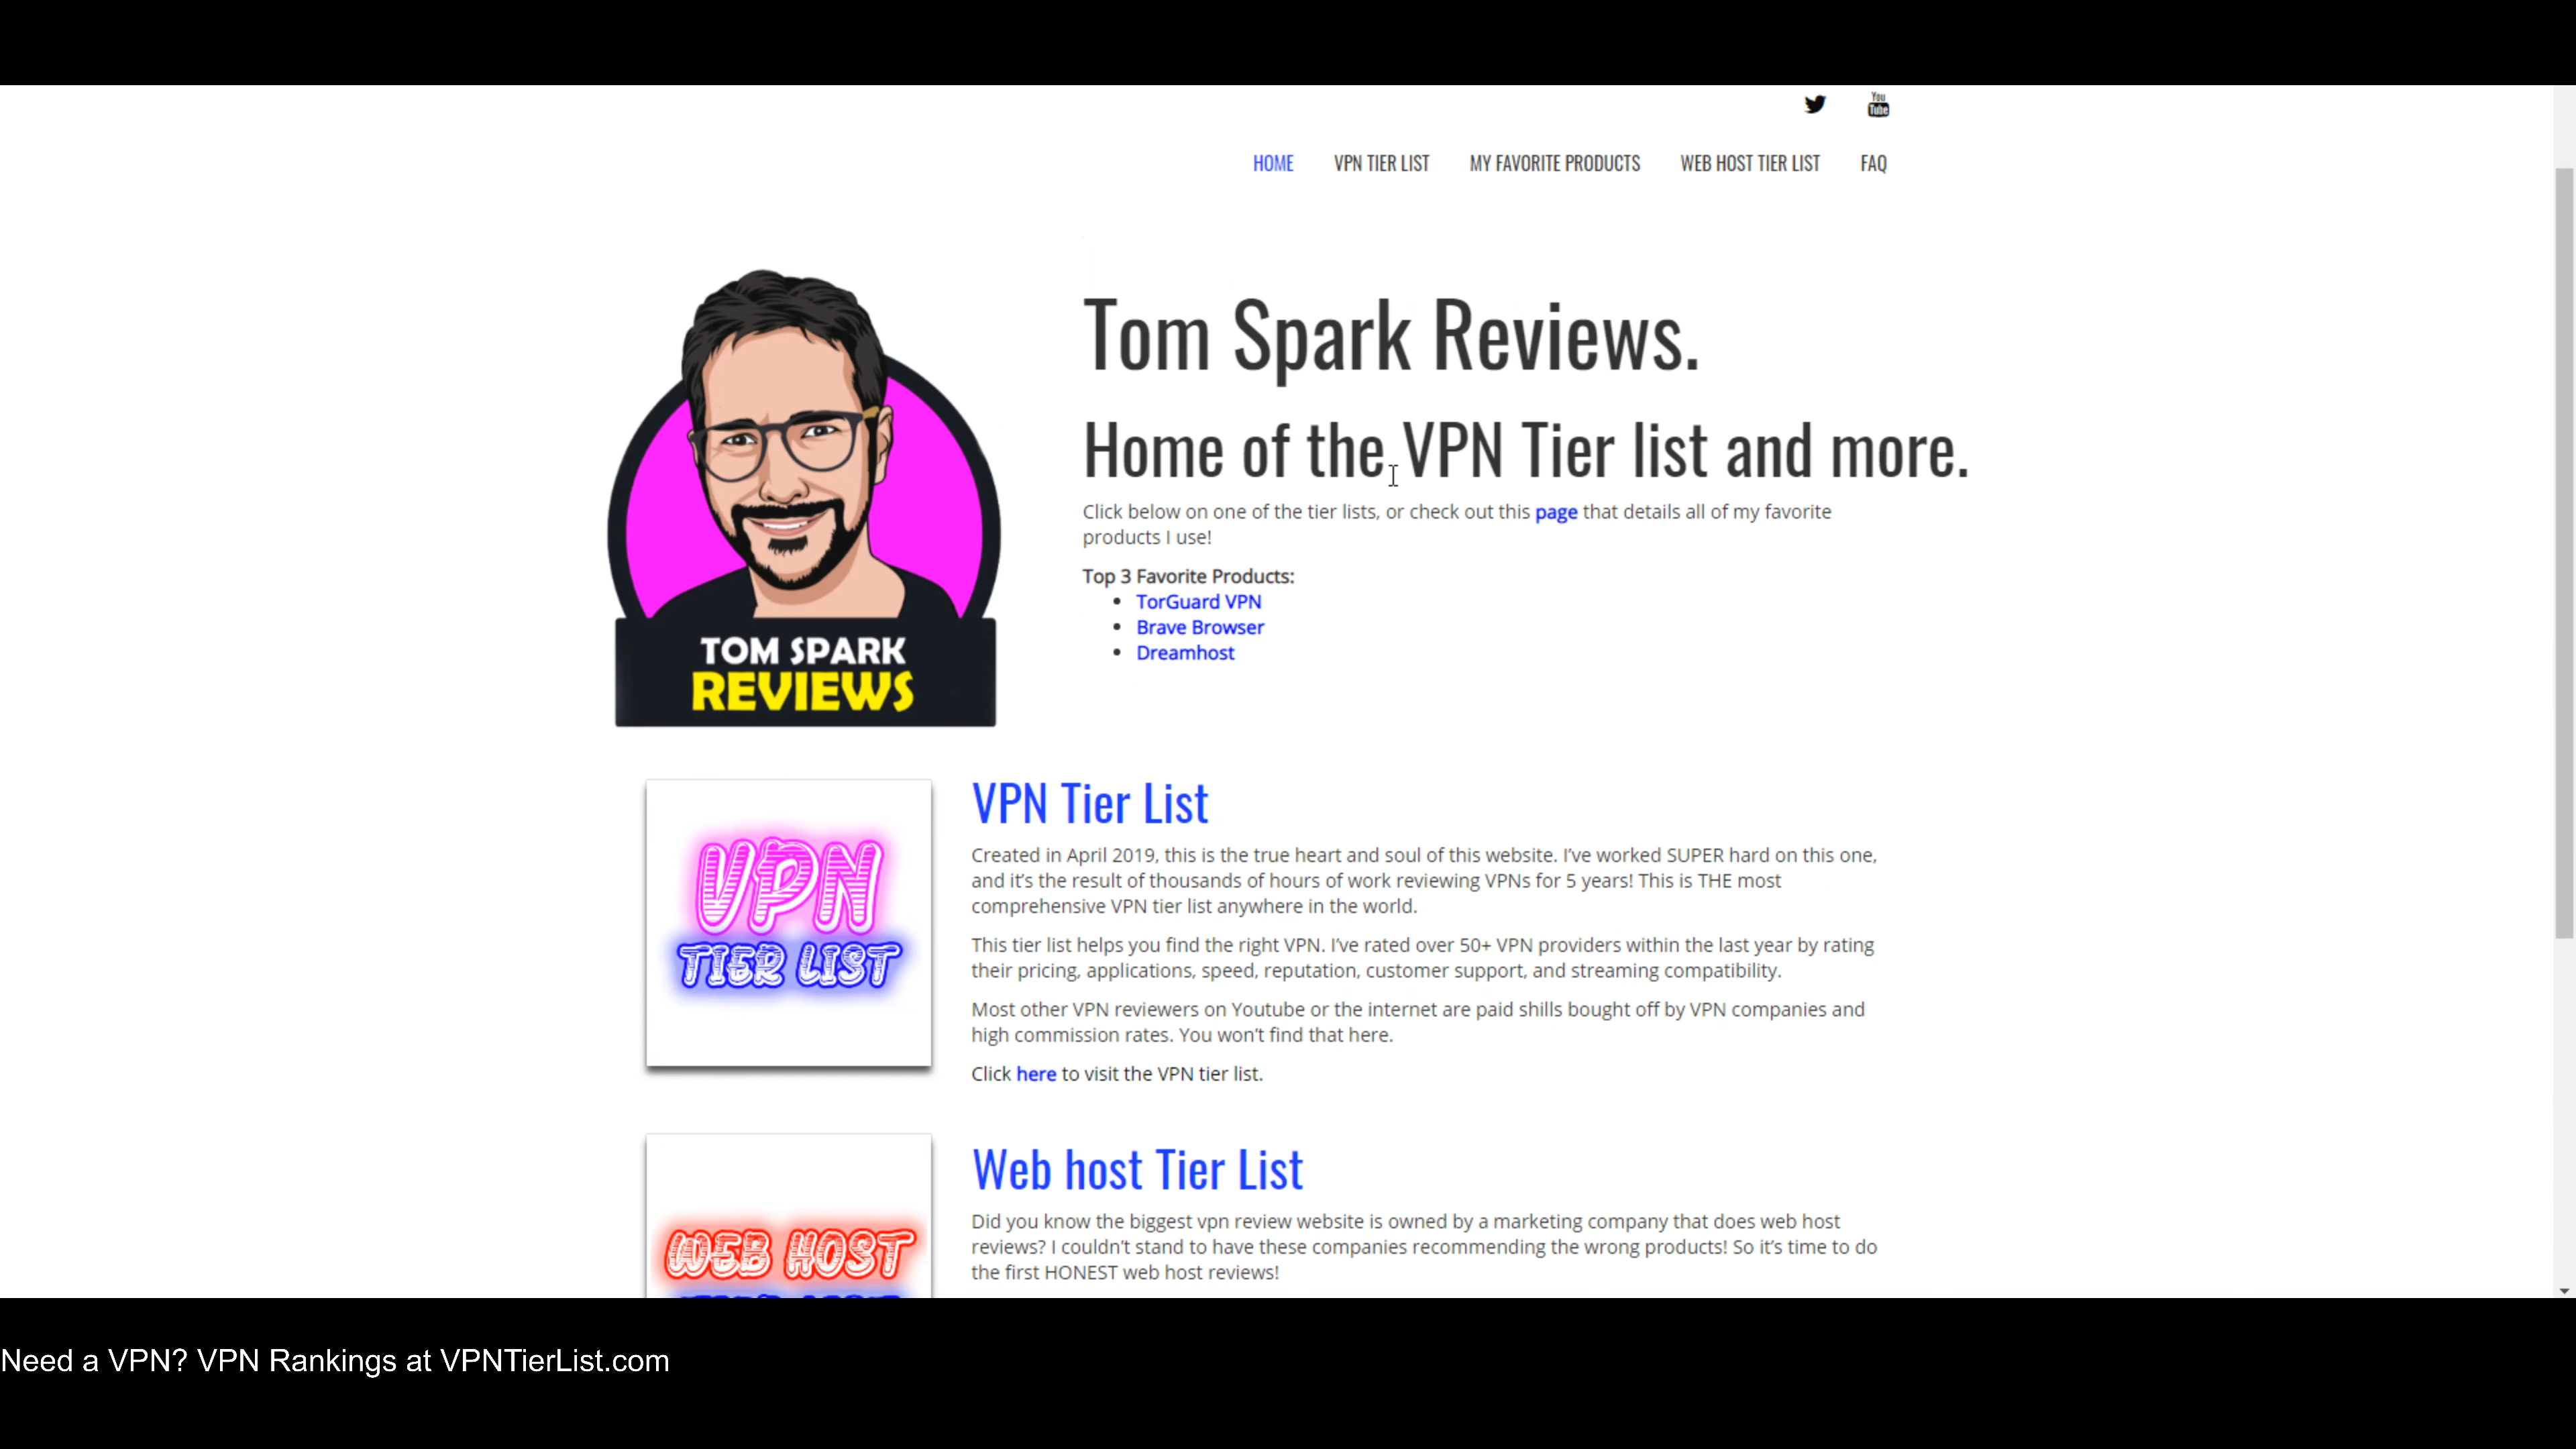 You
Tube
HOME VPN TIER LIST MY FAVORITE PRODUCTS WEB HOST TIER LIST FAQ
TOM SPARK
REVIEWS
Tom Spark Reviews.
Home of the VPN Tier list and more.
Click below on one of the tier lists, or check out this page that details all of my favorite
products I use!
Top 3 Favorite Products:
TorGuard VPN
Brave Browser
Dreamhost
VPN
TIER LIST
VPN Tier List
Created in April 2019, this is the true heart and soul of this website. I've worked SUPER hard on this one,
and it's the result of thousands of hours of work reviewing VPNs for 5 years! This is THE most
comprehensive VPN tier list anywhere in the world.
This tier list helps you find the right VPN. I've rated over 50+ VPN providers within the last year by rating
their pricing, applications, speed, reputation, customer support, and streaming compatibility.
Most other VPN reviewers on Youtube or the internet are paid shills bought off by VPN companies and
high commission rates. You won't find that here.
Click here to visit the VPN tier list.
WEB HOST
Web host Tier List
Did you know the biggest vpn review website is owned by a marketing company that does web host
reviews? I couldn't stand to have these companies recommending the wrong products! So it's time to do
the first HONEST web host reviews!
Need a VPN? VPN Rankings at VPNTierList.com